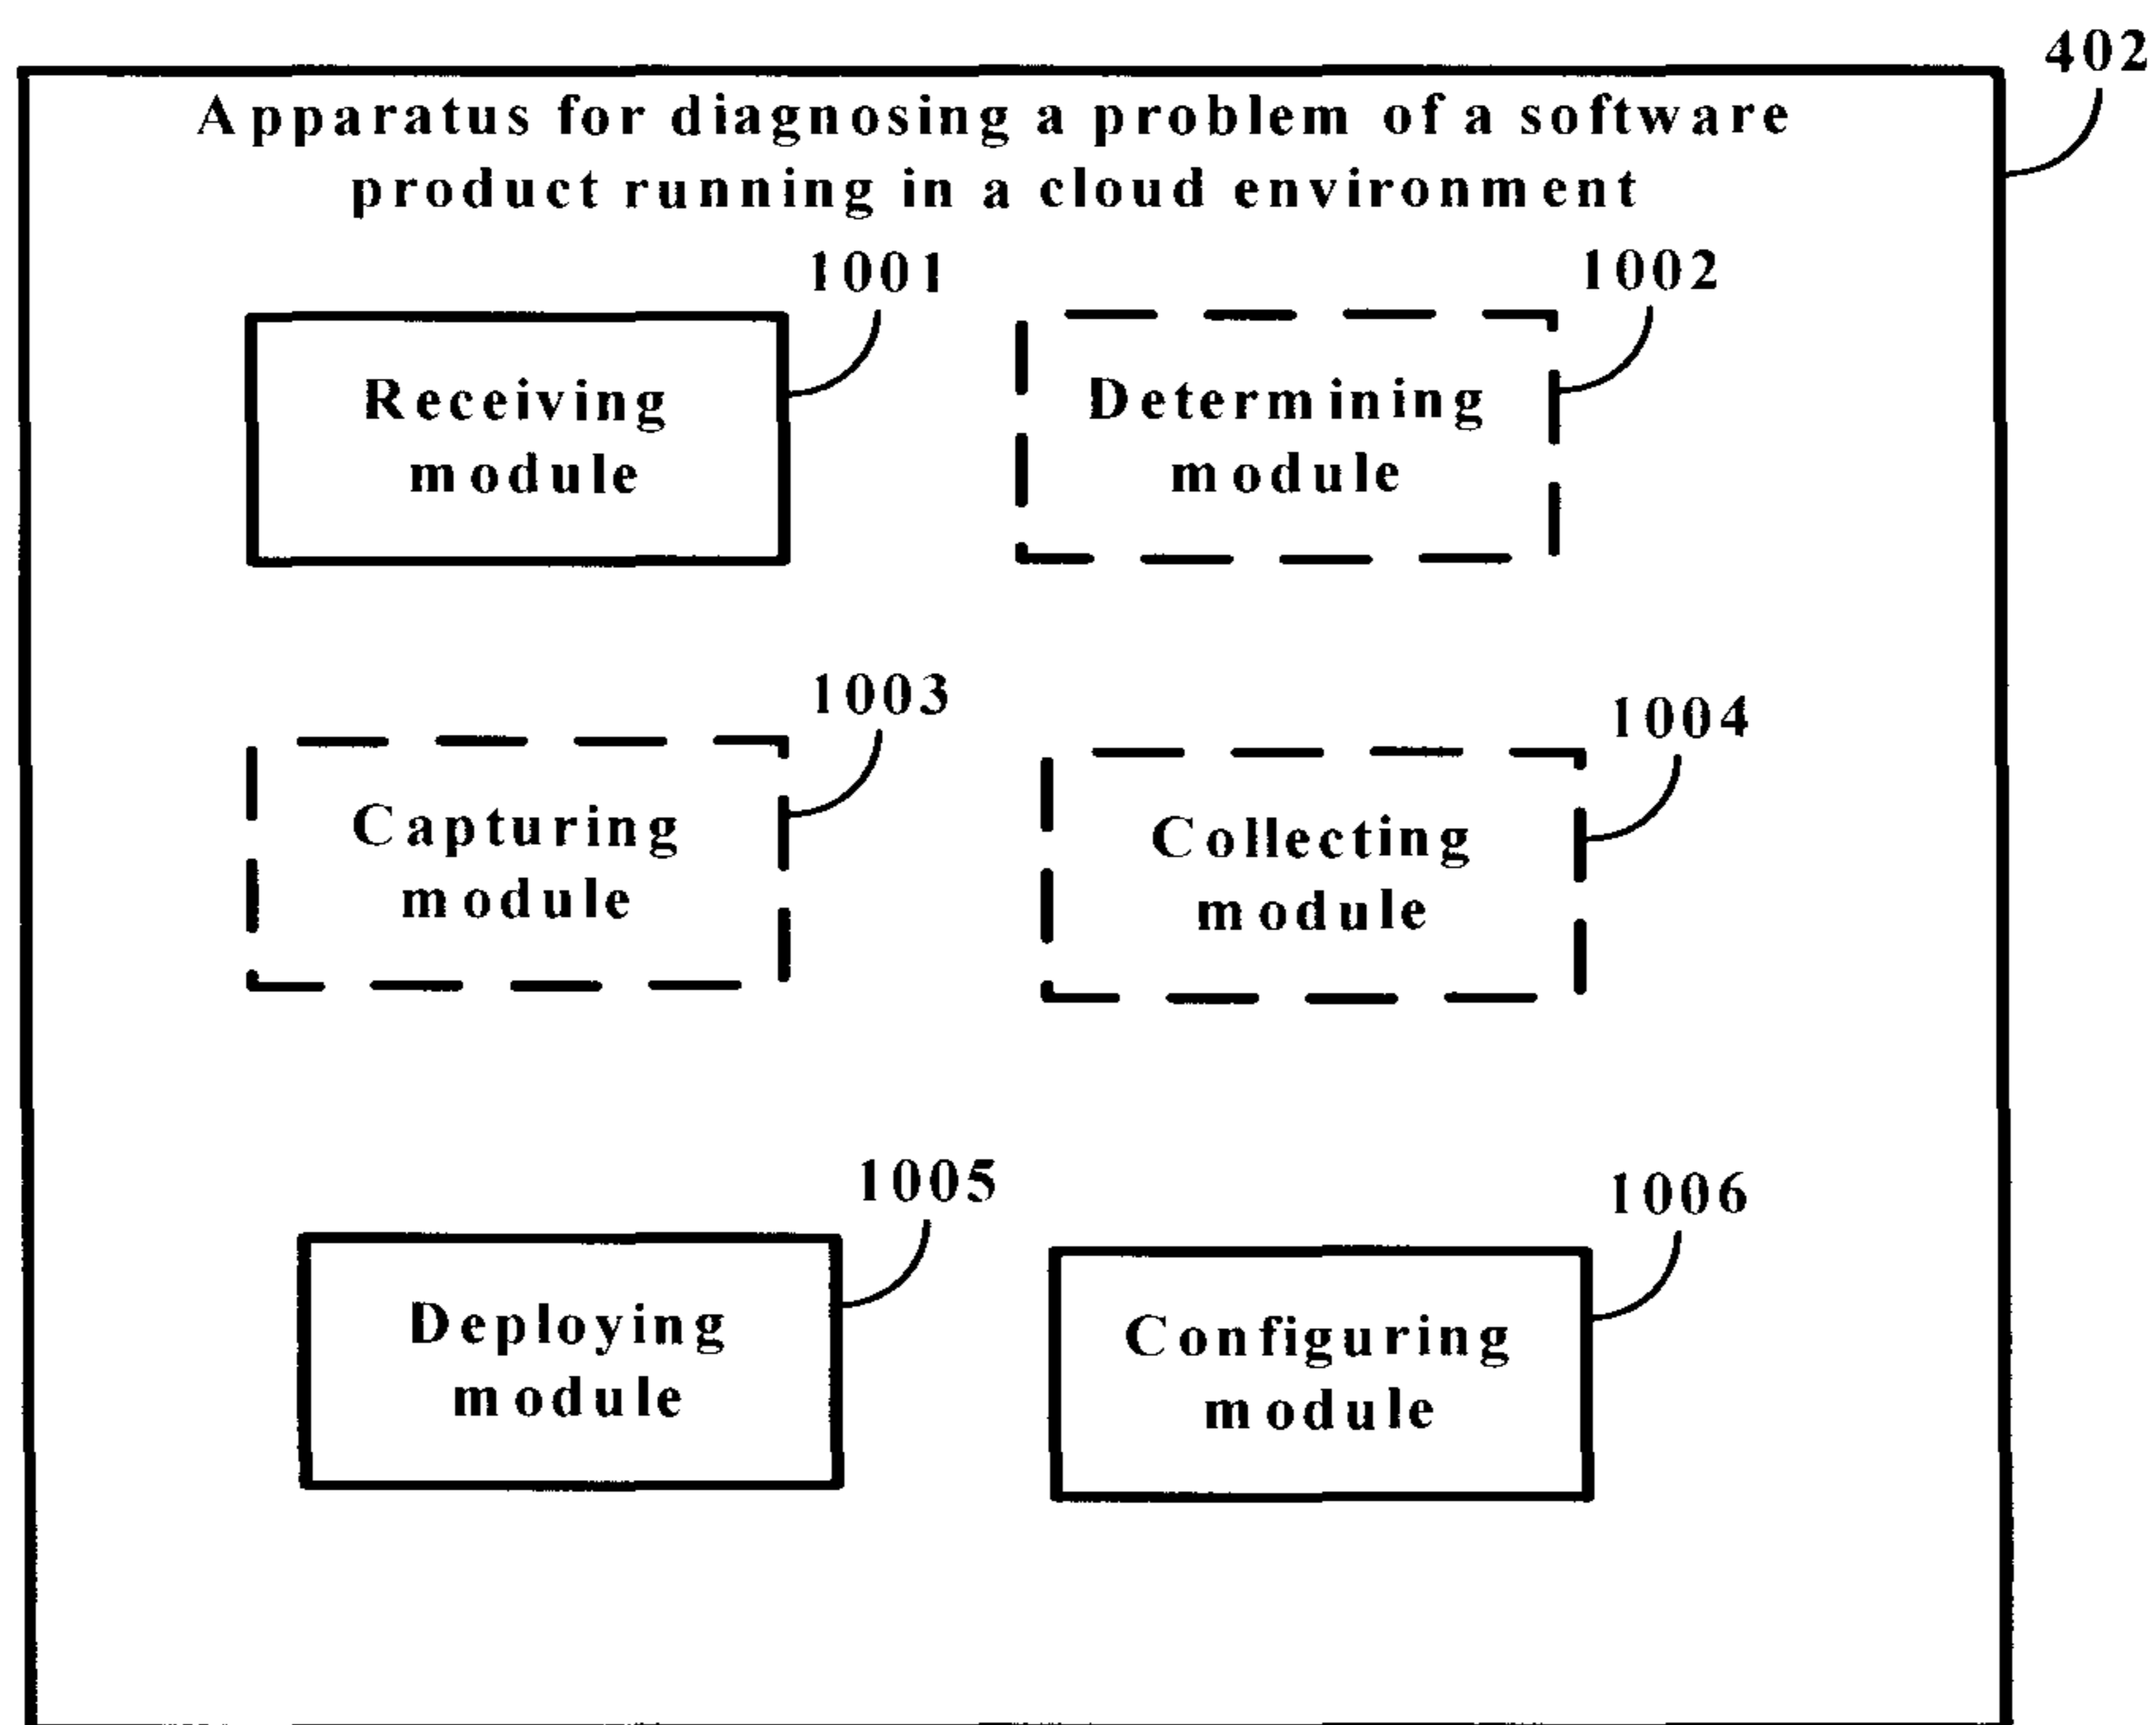 402
Apparatus for diagnosing a problem of a software
product running in a cloud environment
1001
Receiving
module
1002
Determining
module
1003
Capturing
module
1004
Collecting
module
1005
Deploying
module
1006
Configuring
module